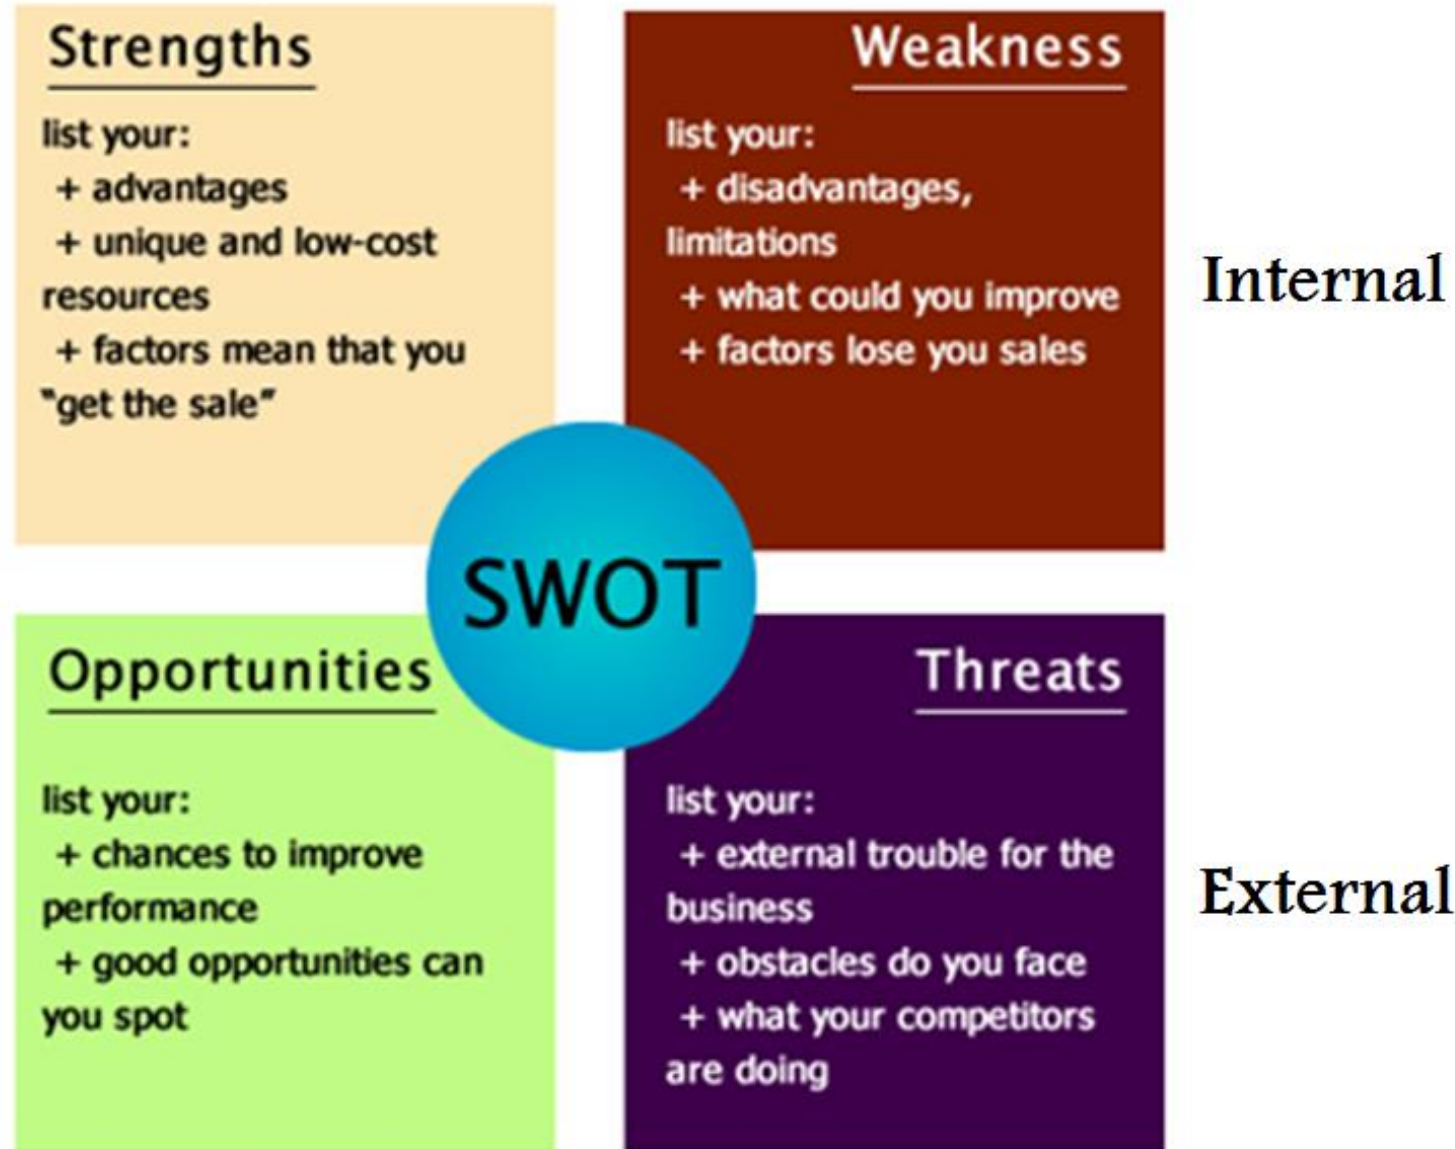 Strengths
list your:
+ advantages
+ unique and low-cost
resources
+ factors mean that you
"get the sale"
Weakness
list your:
+ disadvantages,
limitations
+ what could you improve
+ factors lose you sales
Internal
SWOT
Opportunities
list your:
+ chances to improve
performance
+ good opportunities can
you spot
Threats
list your:
+ external trouble for the
business
+ obstacles do you face
+ what your competitors
are doing
External